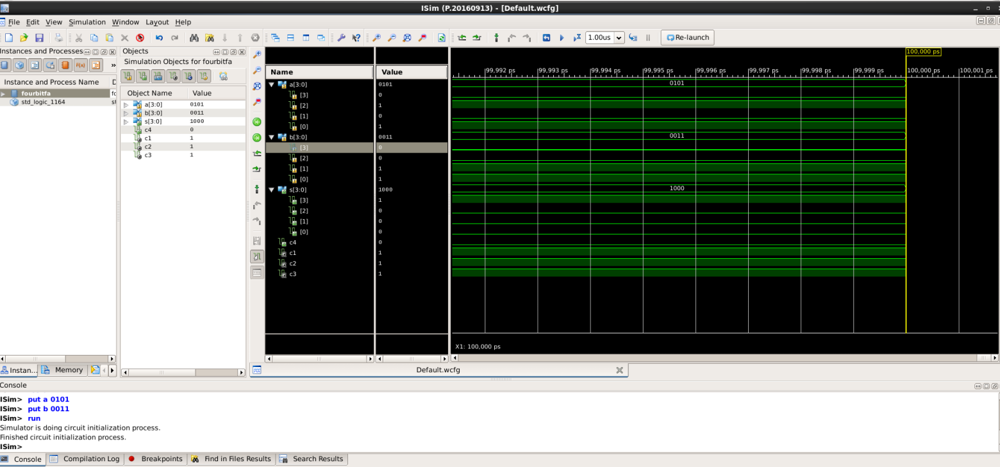 ISim (P.20160913) - [Default.wcfg]
File Edit View Simulation Window Layout Help
1.00us Re-launch
Instances and Processes
Instance and Process Name
fourbitfa
std_logic_1164
Instan... Memory
Objects
Simulation Objects for fourbitfa
Object Name Value
a[3:0] 0101
b[3:0] 0011
s[3:0] 1000
c4 0
c1 1
c2 1
c3 1
Name Value
a[3:0] 0101
[3] 0
[2] 1
[1] 0
[0] 1
b[3:0] 0011
[3] 0
[2] 0
[1] 1
[0] 1
s[3:0] 1000
[3] 1
[2] 0
[1] 0
[0] 0
c4 0
c1 1
c2 1
c3 1
100,000 ps
99,992 ps 99,993 ps 99,994 ps 99,995 ps 99,996 ps 99,997 ps 99,998 ps 99,999 ps 100,000 ps 100,001 ps
0101
0011
1000
X1: 100,000 ps
Default.wcfg
Console
ISim> put a 0101
ISim> put b 0011
ISim> run
Simulator is doing circuit initialization process.
Finished circuit initialization process.
ISim>
Console Compilation Log Breakpoints Find in Files Results Search Results